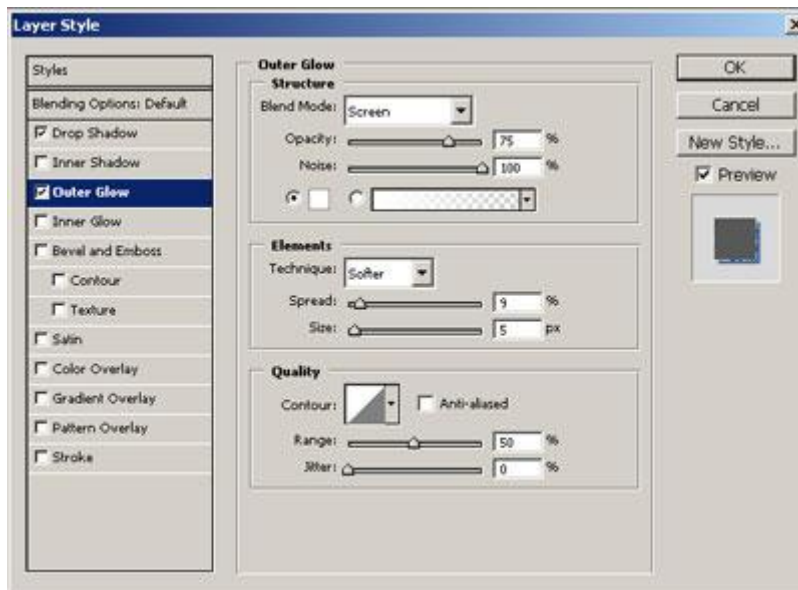 Layer Style
Styles
Blending Options: Default
Drop Shadow
Inner Shadow
Outer Glow
Inner Glow
Bevel and Emboss
Contour
Texture
Satin
Color Overlay
Gradient Overlay
Pattern Overlay
Stroke
Outer Glow
Structure
Blend Mode: Screen
Opacity: 75 %
Noise: 100 %
Elements
Technique: Softer
Spread: 9 %
Size: 5 px
Quality
Contour: Anti-aliased
Range: 50 %
Jitter: 0 %
OK
Cancel
New Style...
Preview